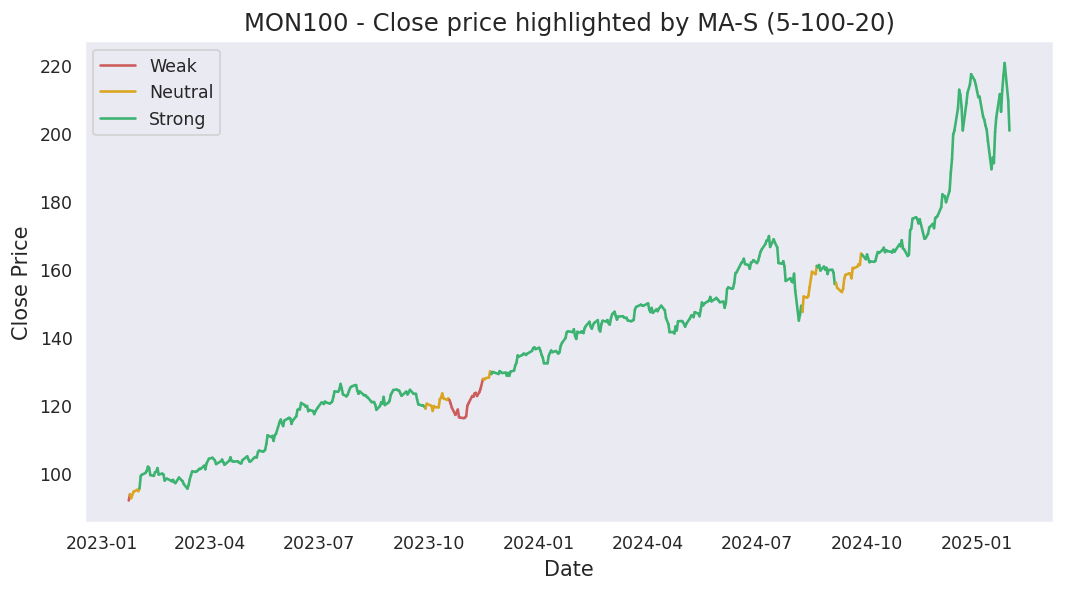 MON100 - Close price highlighted by MA-S (5-100-20)
Weak
Neutral
Strong
220
200
180
160
140
120
100
Close Price
2023-01 2023-04 2023-07 2023-10 2024-01 2024-04 2024-07 2024-10 2025-01
Date